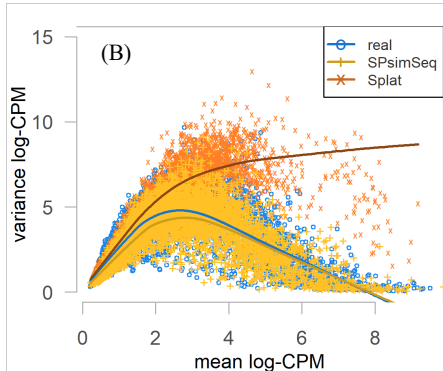 (B)
real
SPsimSeq
Splat
variance log-CPM
15
10
5
0
0 2 4 6 8
mean log-CPM